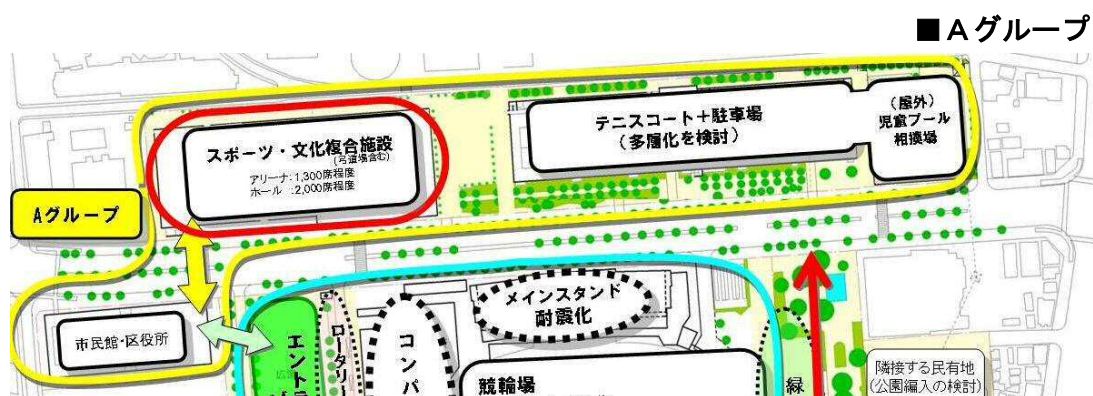 ■Aグループ
スポーツ・文化複合施設
(弓道場含む)
アリーナ:1,300席程度
ホール :2,000席程度
テニスコート+駐車場
(多層化を検討)
(屋外)
児童プール
相撲場
Aグループ
市民館・区役所
メインスタンド
耐震化
エントラ
ロータリー
コンパ
競輪場
緑
隣接する民有地
(公園編入の検討)